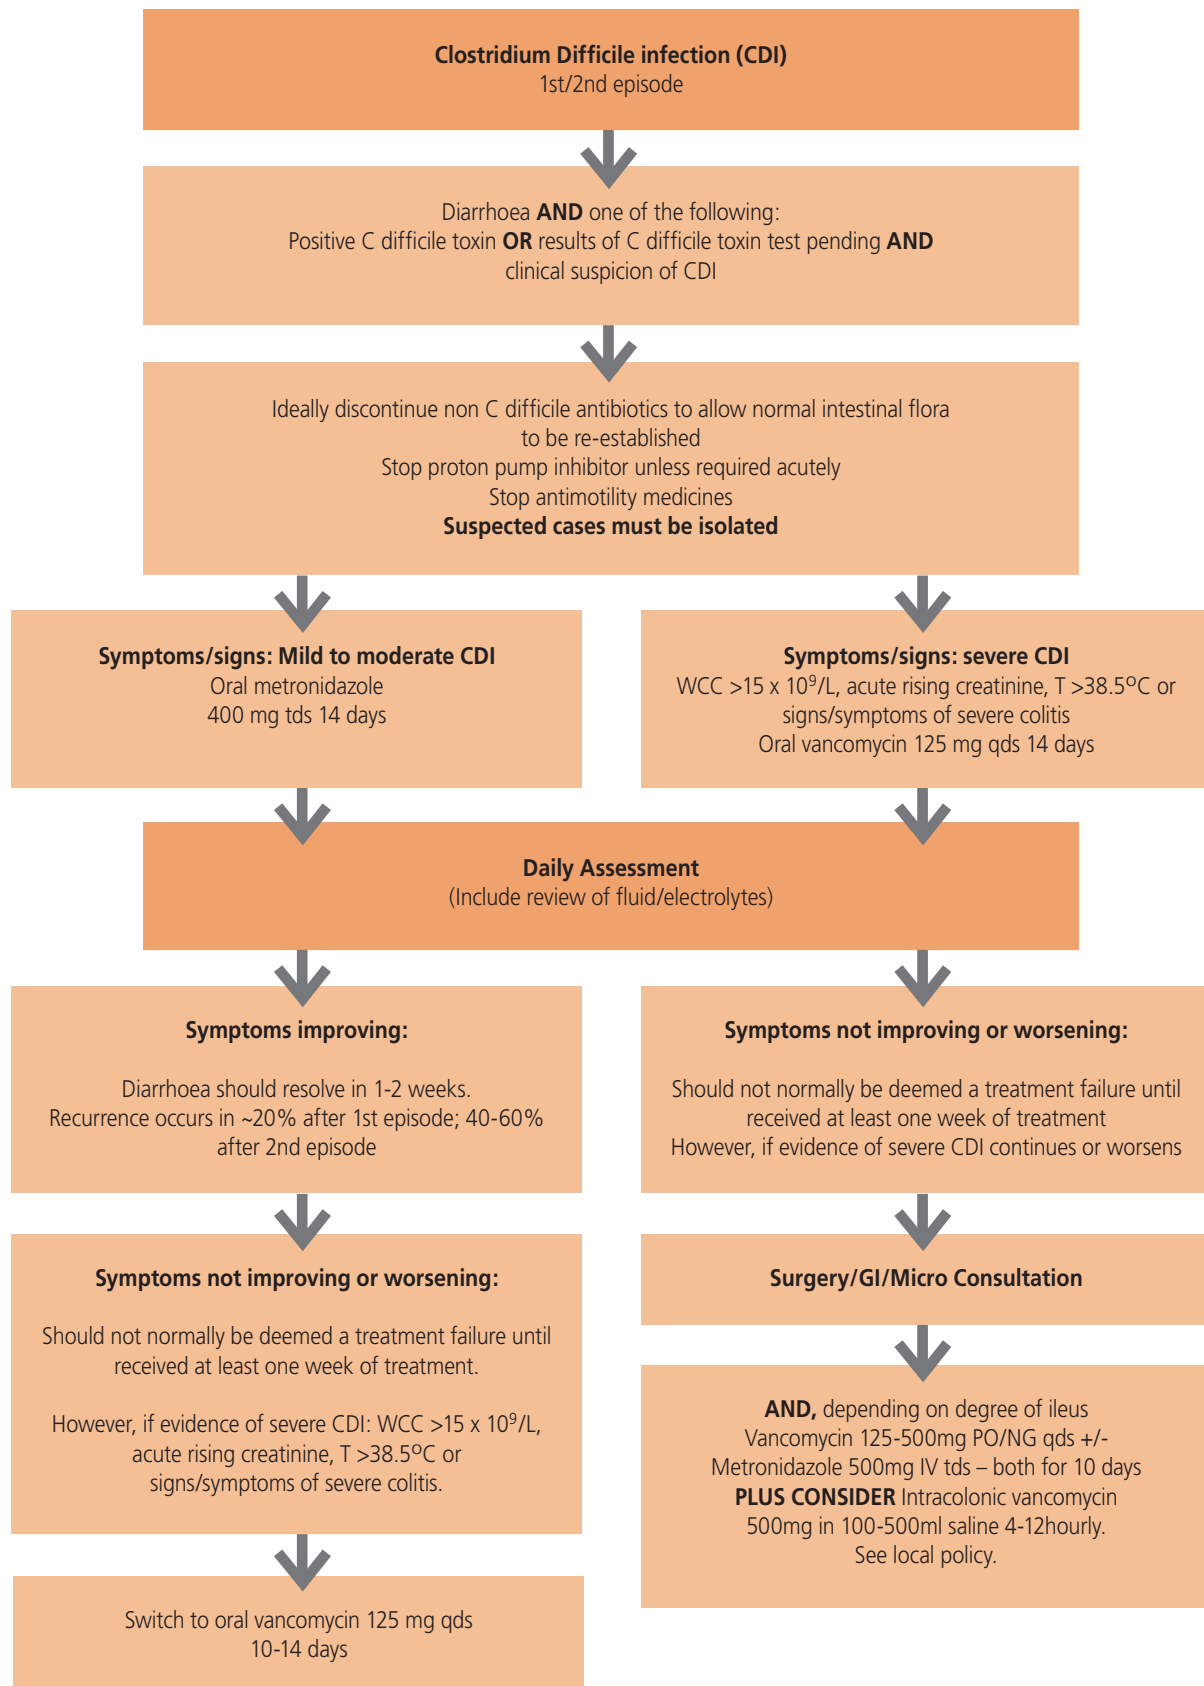 Clostridium Difficile infection (CDI)
1st/2nd episode
Diarrhoea AND one of the following:
Positive C difficile toxin OR results of C difficile toxin test pending AND
clinical suspicion of CDI
Ideally discontinue non C difficile antibiotics to allow normal intestinal flora
to be re-established
Stop proton pump inhibitor unless required acutely
Stop antimotility medicines
Suspected cases must be isolated
Symptoms/signs: Mild to moderate CDI
Oral metronidazole
400 mg tds 14 days
Symptoms/signs: severe CDI
WCC >15 x 10⁹/L, acute rising creatinine, T >38.5ºC or
signs/symptoms of severe colitis
Oral vancomycin 125 mg qds 14 days
Daily Assessment
(Include review of fluid/electrolytes)
Symptoms improving:
Diarrhoea should resolve in 1-2 weeks.
Recurrence occurs in ~20% after 1st episode; 40-60%
after 2nd episode
Symptoms not improving or worsening:
Should not normally be deemed a treatment failure until
received at least one week of treatment.
However, if evidence of severe CDI: WCC >15 x 10⁹/L,
acute rising creatinine, T >38.5ºC or
signs/symptoms of severe colitis.
Switch to oral vancomycin 125 mg qds
10-14 days
Symptoms not improving or worsening:
Should not normally be deemed a treatment failure until
received at least one week of treatment
However, if evidence of severe CDI continues or worsens
Surgery/GI/Micro Consultation
AND, depending on degree of ileus
Vancomycin 125-500mg PO/NG qds +/-
Metronidazole 500mg IV tds – both for 10 days
PLUS CONSIDER Intracolonic vancomycin
500mg in 100-500ml saline 4-12hourly.
See local policy.